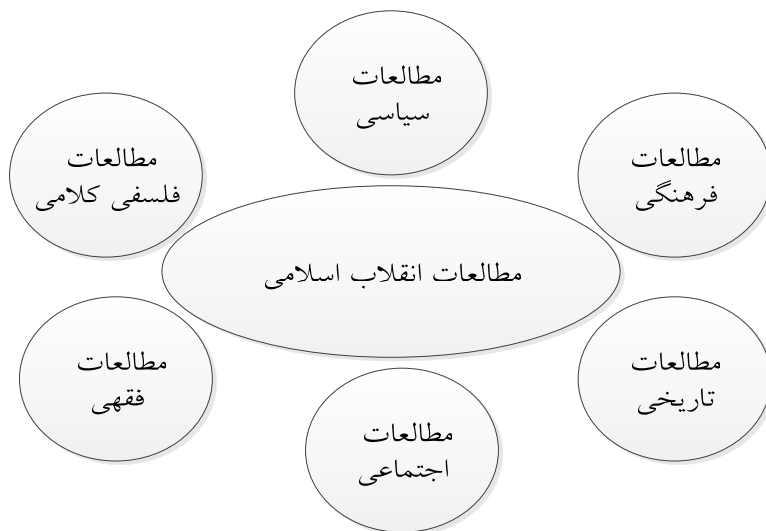 مطالعات
سیاسی
مطالعات
فرهنگی
مطالعات
فلسفی کلامی
مطالعات انقلاب اسلامی
مطالعات
تاریخی
مطالعات
فقهی
مطالعات
اجتماعی